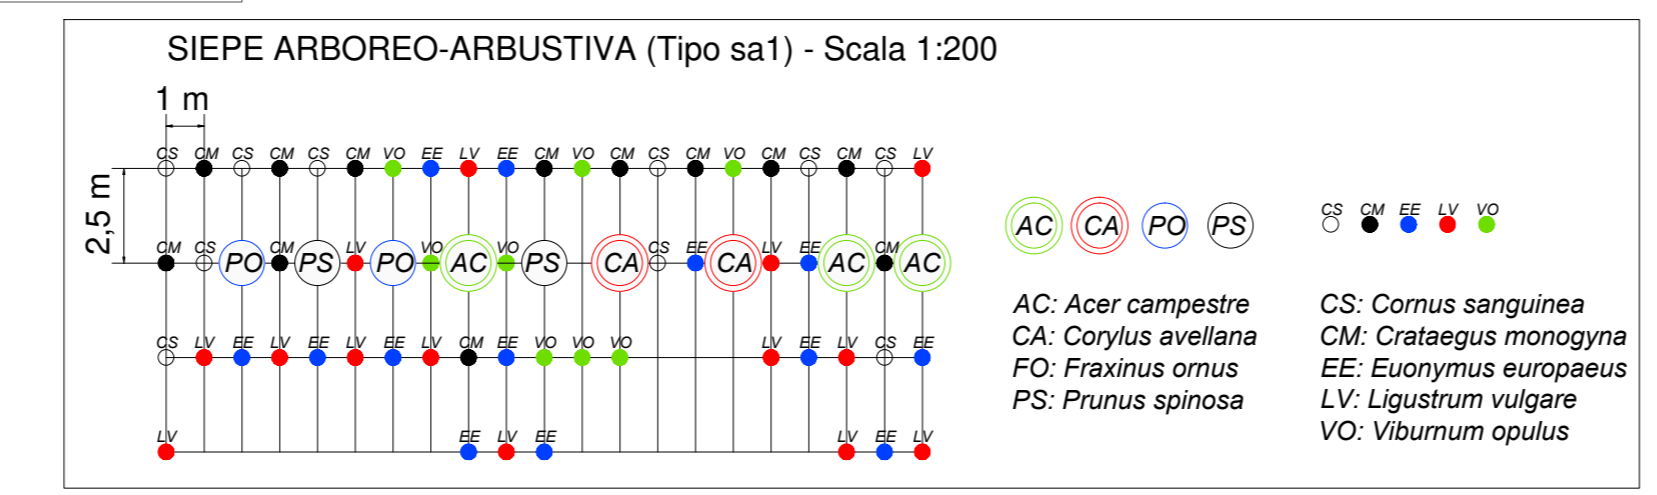 SIEPE ARBOREO-ARBUSTIVA (Tipo sa1) - Scala 1:200
1 m
CS CM CS CM CS CM VO EE LV EE CM VO CM CS CM VO CM CS CM CS LV
2,5 m
CM CS PO CM PS LV PO VO AC VO PS CA CS EE CA LV EE AC CM AC
CS LV EE LV EE LV EE LV CM EE VO VO VO LV EE LV CS EE
LV EE LV EE LV EE LV
AC CA PO PS
CS CM EE LV VO
AC: Acer campestre
CA: Corylus avellana
FO: Fraxinus ornus
PS: Prunus spinosa
CS: Cornus sanguinea
CM: Crataegus monogyna
EE: Euonymus europaeus
LV: Ligustrum vulgare
VO: Viburnum opulus